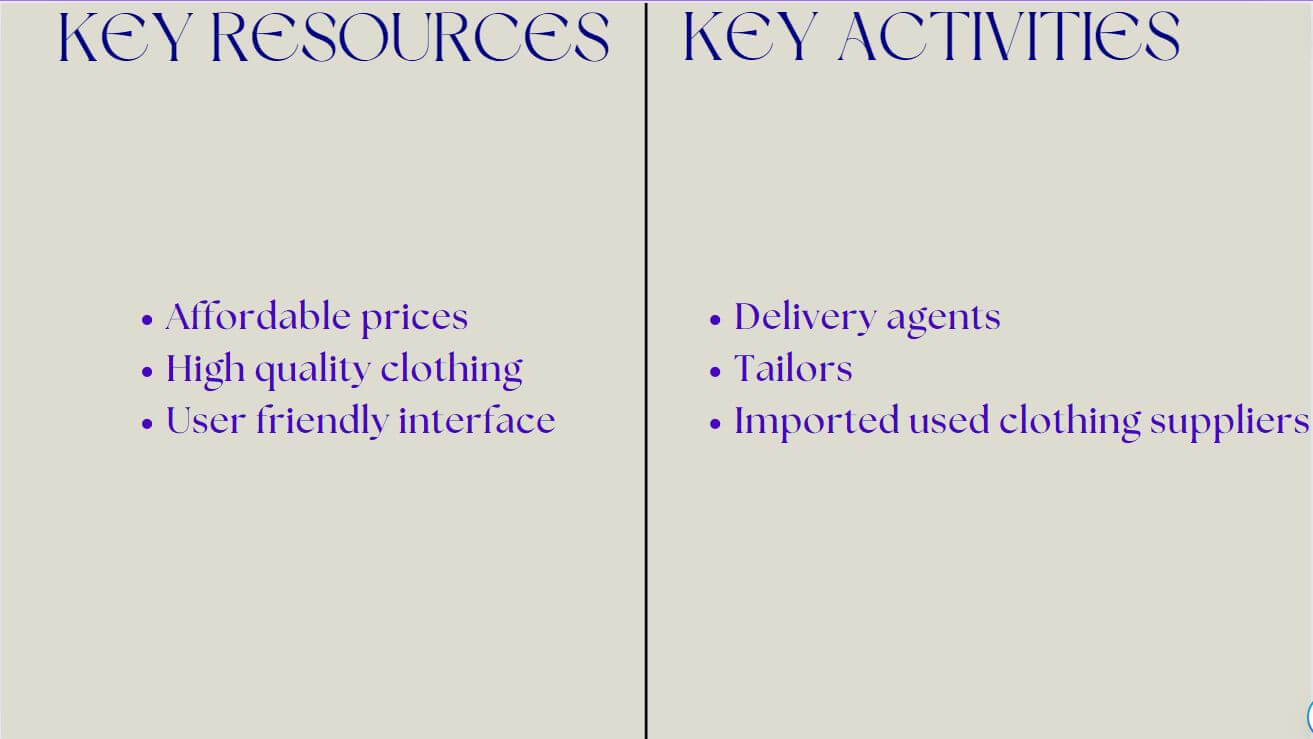 KEY RESOURCES
• Affordable prices
• High quality clothing
• User friendly interface
KEY ACTIVITIES
• Delivery agents
• Tailors
• Imported used clothing suppliers